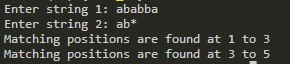 Enter string 1: ababba
Enter string 2: ab*
Matching positions are found at 1 to 3
Matching positions are found at 3 to 5